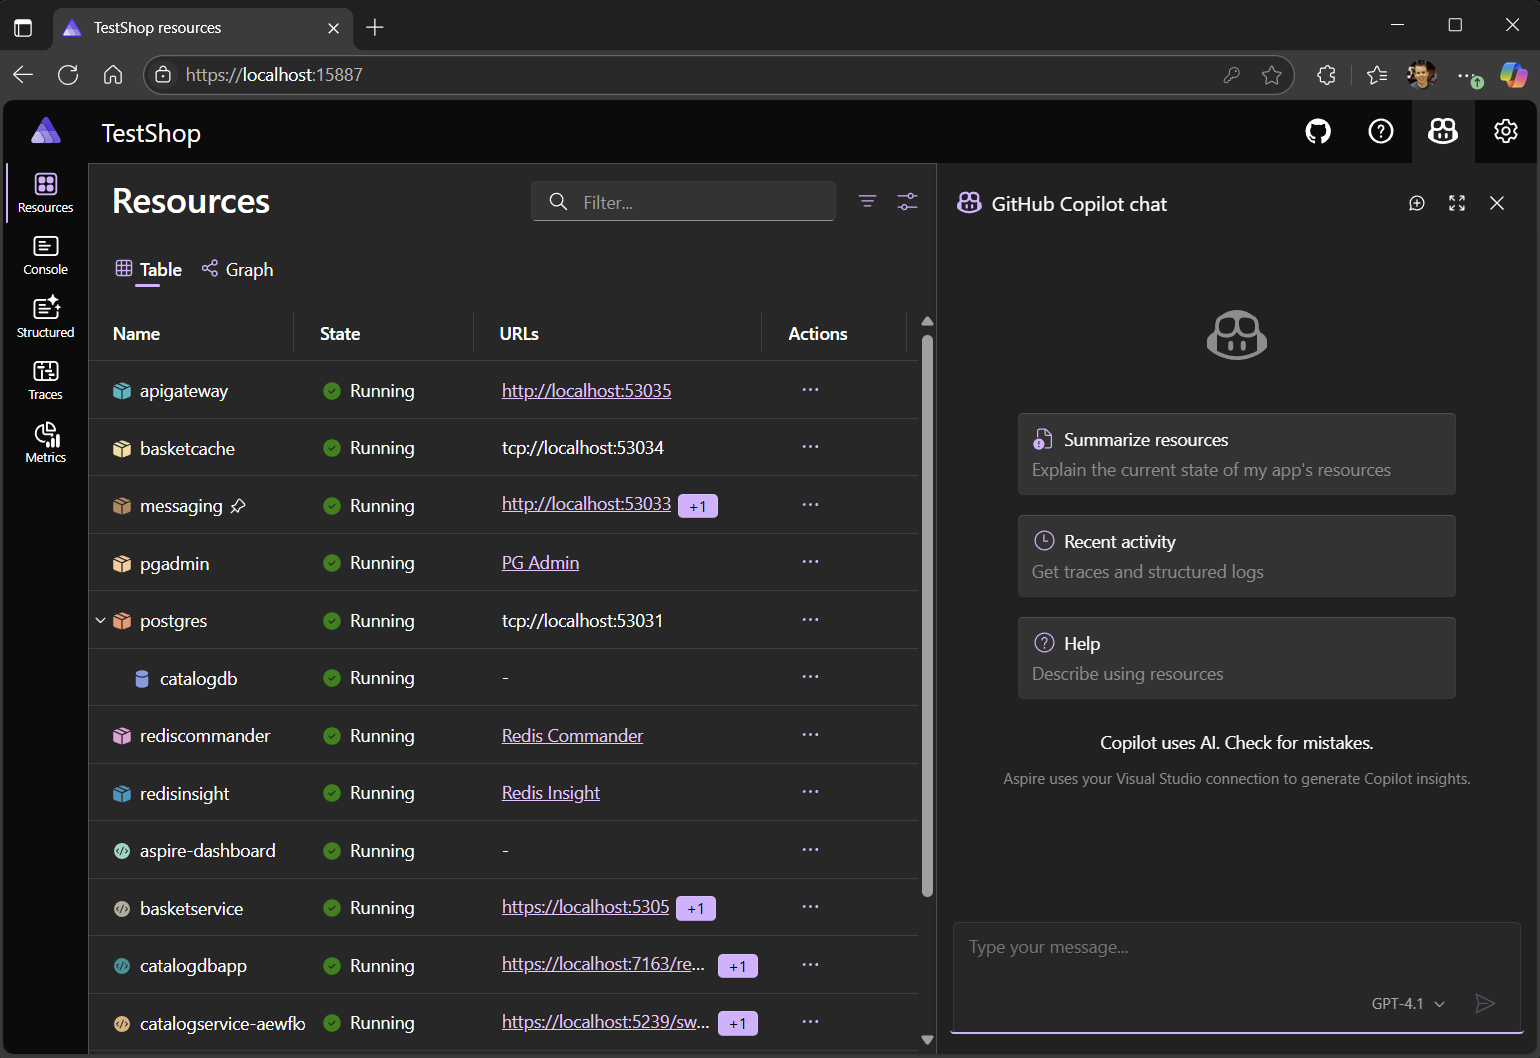 TestShop resources
https://localhost:15887
TestShop
Resources
Console
Structured
Traces
Metrics
Resources
Filter...
Table
Graph
Name State URLs Actions
apigateway Running http://localhost:53035 ...
basketcache Running tcp://localhost:53034 ...
messaging Running http://localhost:53033 +1 ...
pgadmin Running PG Admin ...
postgres Running tcp://localhost:53031 ...
catalogdb Running - ...
rediscommander Running Redis Commander ...
redisinsight Running Redis Insight ...
aspire-dashboard Running - ...
basketservice Running https://localhost:5305 +1 ...
catalogdbapp Running https://localhost:7163/re... +1 ...
catalogservice-aewfk Running https://localhost:5239/sw... +1 ...
GitHub Copilot chat
Summarize resources
Explain the current state of my app's resources
Recent activity
Get traces and structured logs
Help
Describe using resources
Copilot uses AI. Check for mistakes.
Aspire uses your Visual Studio connection to generate Copilot insights.
Type your message...
GPT-4.1